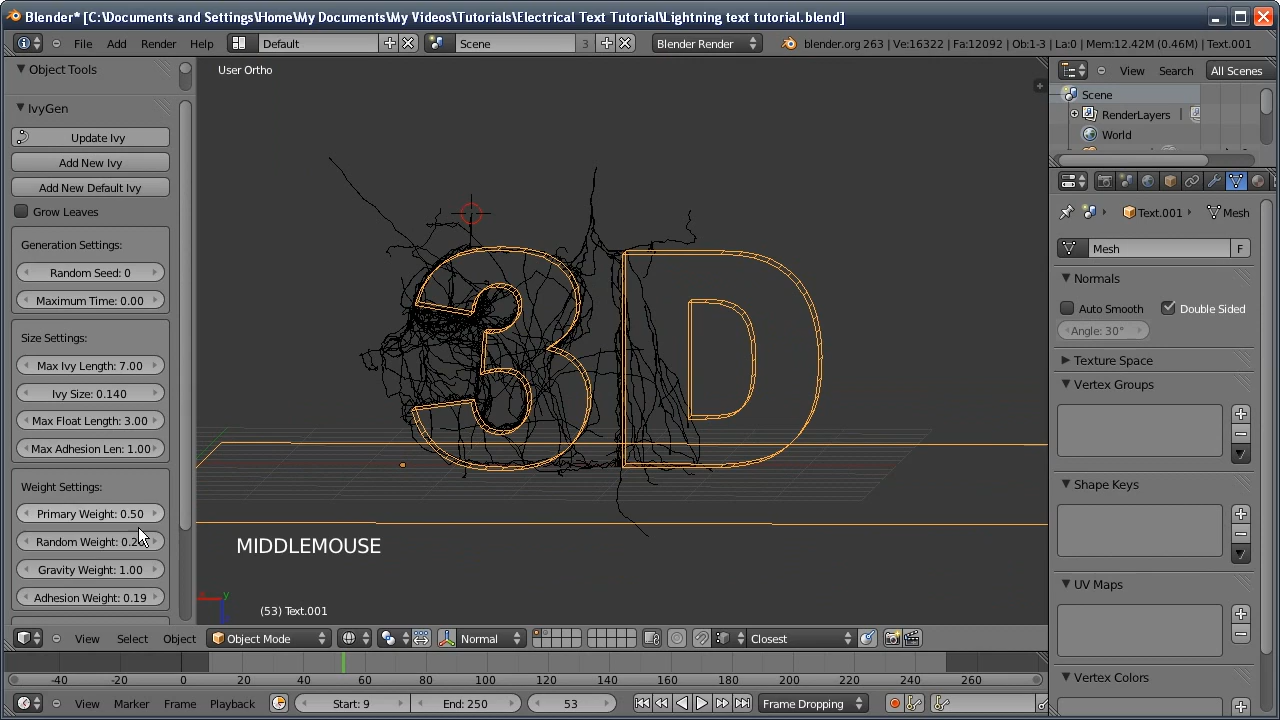 Blender* [C:\Documents and Settings\Home\My Documents\My Videos\Tutorials\Electrical Text Tutorial\Lightning text tutorial.blend]
File Add Render Help Default Scene 3 Blender Render blender.org 263 | Ve:16322 | Fa:12092 | Ob:1-3 | La:0 | Mem:12.42M (0.46M) | Text.001
Object Tools
User Ortho
View Search All Scenes
Scene
RenderLayers
World
IvyGen
Update Ivy
Add New Ivy
Add New Default Ivy
Grow Leaves
Generation Settings:
Random Seed: 0
Maximum Time: 0.00
Size Settings:
Max Ivy Length: 7.00
Ivy Size: 0.140
Max Float Length: 3.00
Max Adhesion Len: 1.00
Weight Settings:
Primary Weight: 0.50
Random Weight: 0.20
Gravity Weight: 1.00
Adhesion Weight: 0.19
3D
MIDDLEMOUSE
x y
(53) Text.001
Text.001 Mesh
Mesh F
Normals
Auto Smooth Double Sided
Angle: 30°
Texture Space
Vertex Groups
Shape Keys
UV Maps
Vertex Colors
View Select Object Object Mode Normal Closest
-40 -20 0 20 40 60 80 100 120 140 160 180 200 220 240 260
View Marker Frame Playback Start: 9 End: 250 53 Frame Dropping